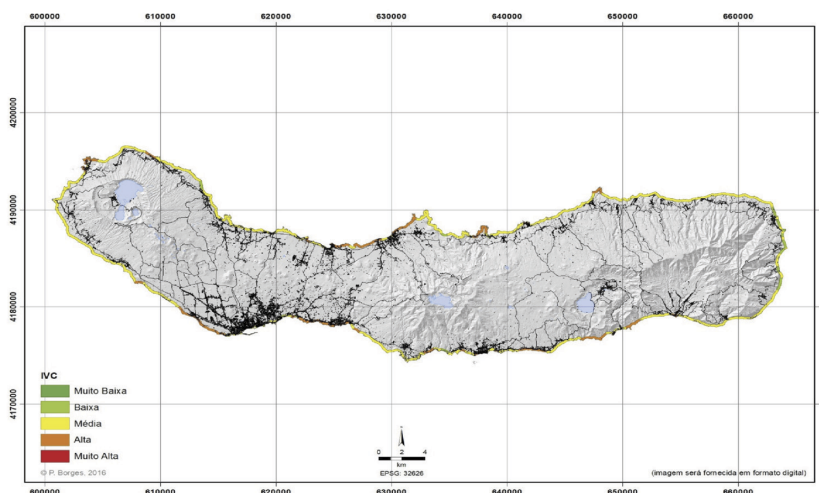 600000 610000 620000 630000 640000 650000 660000
4200000
4190000
4180000
4170000
IVC
Muito Baixa
Baixa
Média
Alta
Muito Alta
© P. Borges, 2016
0 2 4
km
EPSG: 32626
(imagem será fornecida em formato digital)
600000 610000 620000 630000 640000 650000 660000